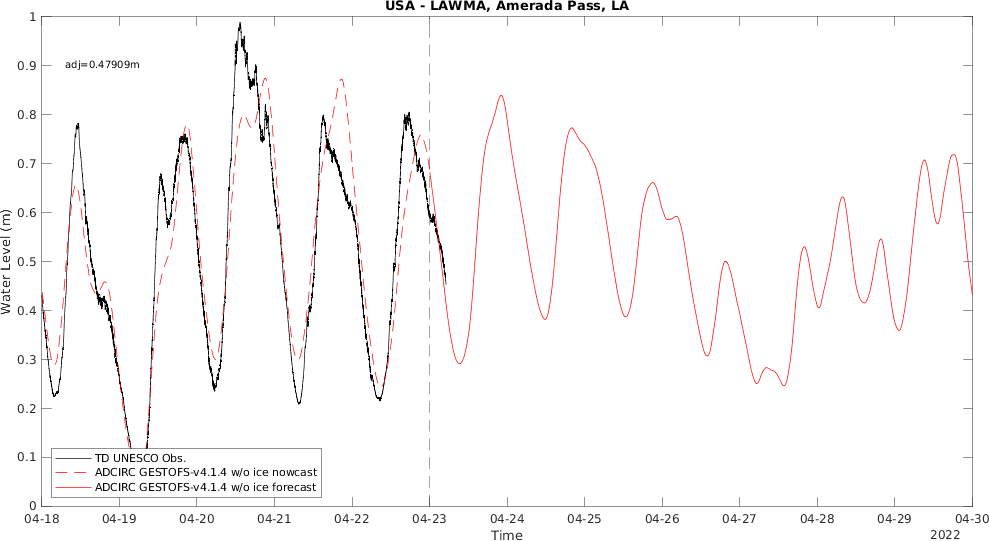 USA - LAWMA, Amerada Pass, LA
1
0.9
0.8
0.7
0.6
0.5
0.4
0.3
0.2
0.1
0
Water Level (m)
adj=0.47909m
TD UNESCO Obs.
ADCIRC GESTOFS-v4.1.4 w/o ice nowcast
ADCIRC GESTOFS-v4.1.4 w/o ice forecast
04-18 04-19 04-20 04-21 04-22 04-23 04-24 04-25 04-26 04-27 04-28 04-29 04-30
Time
2022